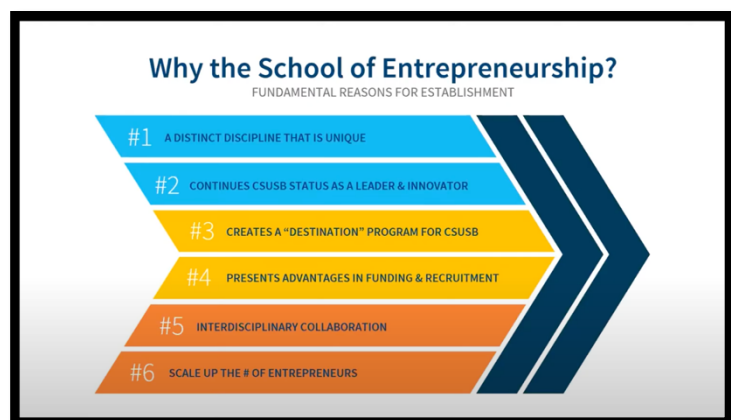 Why the School of Entrepreneurship?
FUNDAMENTAL REASONS FOR ESTABLISHMENT
#1 A DISTINCT DISCIPLINE THAT IS UNIQUE
#2 CONTINUES CSUSB STATUS AS A LEADER & INNOVATOR
#3 CREATES A “DESTINATION” PROGRAM FOR CSUSB
#4 PRESENTS ADVANTAGES IN FUNDING & RECRUITMENT
#5 INTERDISCIPLINARY COLLABORATION
#6 SCALE UP THE # OF ENTREPRENEURS